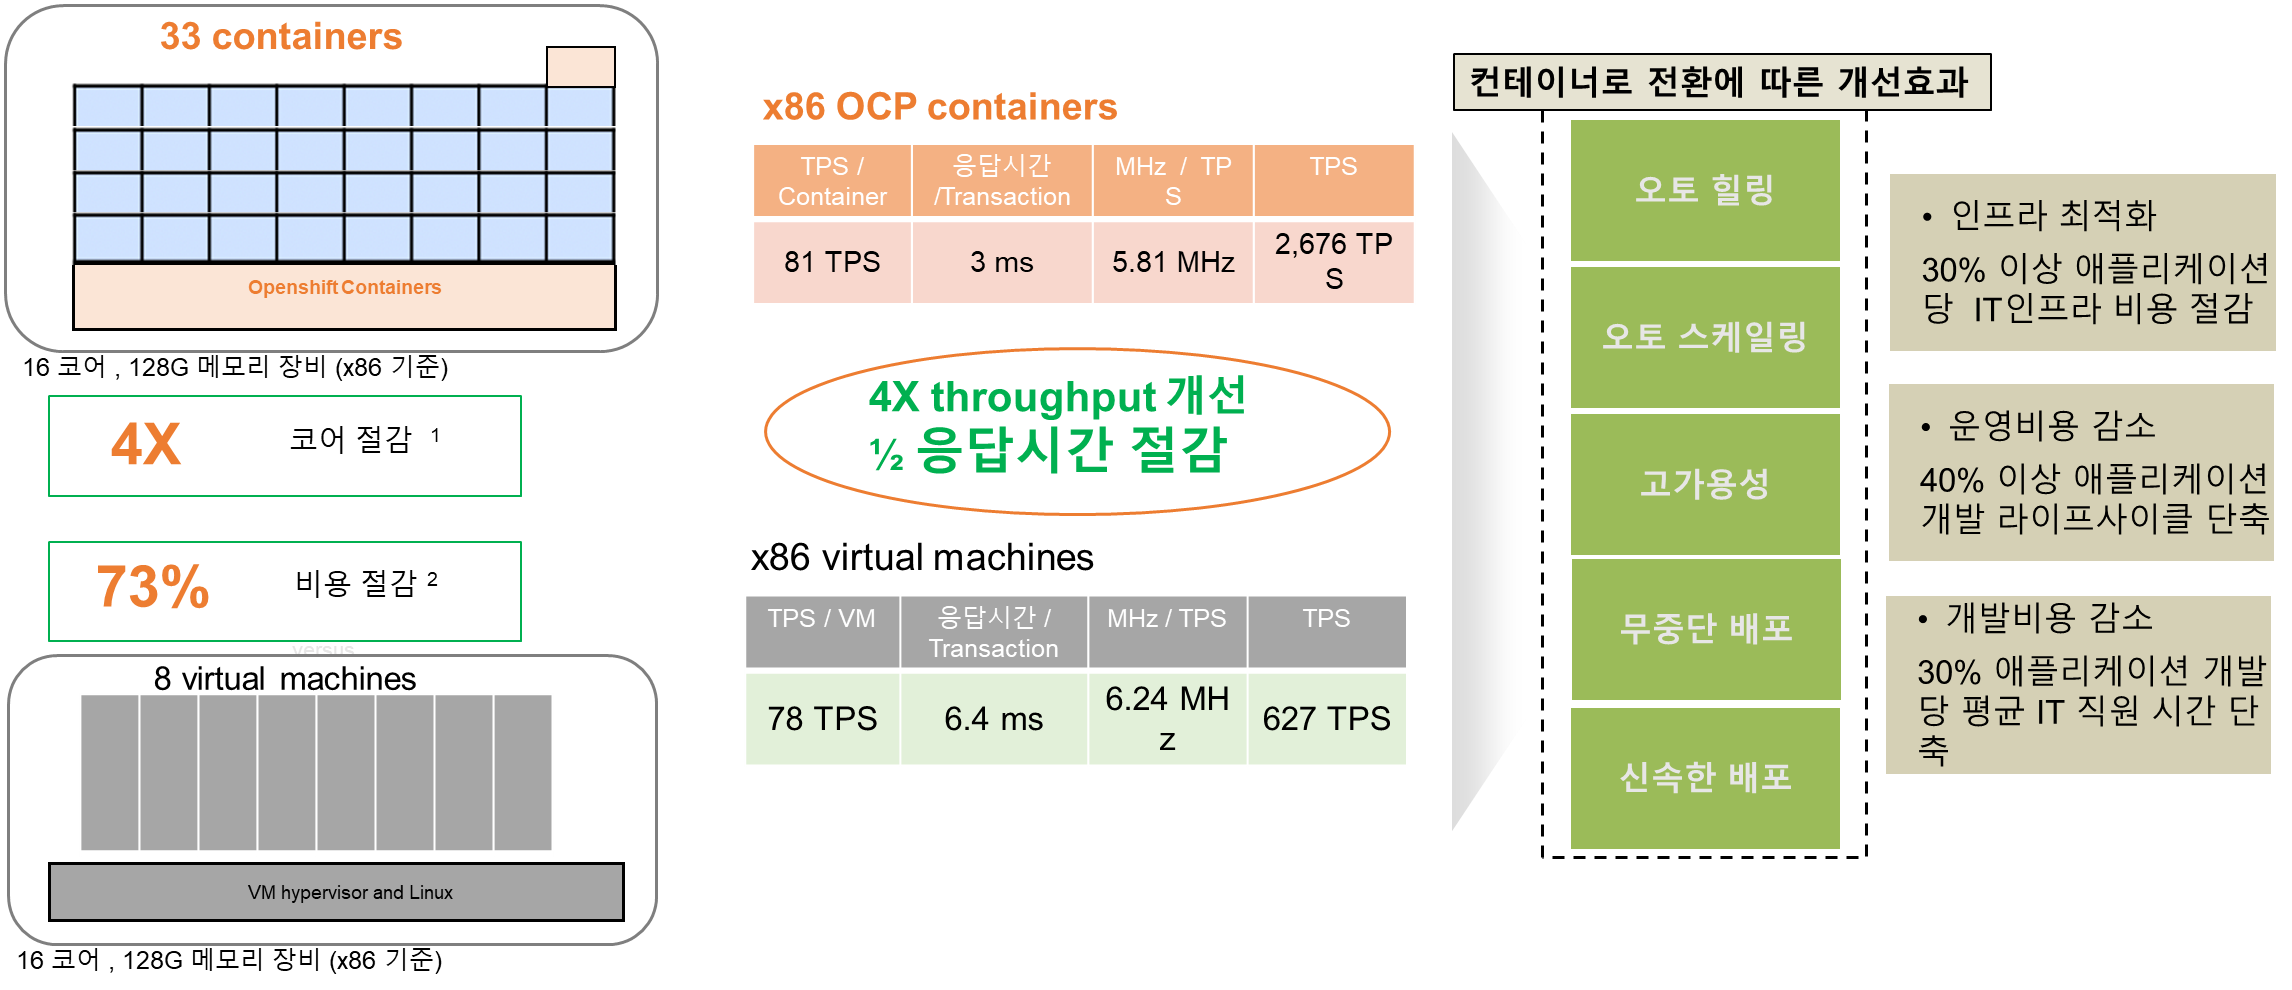 33 containers
Openshift Containers
16 코어 , 128G 메모리 장비 (x86 기준)
4X 코어 절감 1
73% 비용 절감 2
versus
8 virtual machines
VM hypervisor and Linux
16 코어 , 128G 메모리 장비 (x86 기준)
x86 OCP containers
TPS /
Container
응답시간
/Transaction
MHz / TP
S
TPS
81 TPS
3 ms
5.81 MHz
2,676 TP
S
4X throughput 개선
½ 응답시간 절감
x86 virtual machines
TPS / VM
응답시간 /
Transaction
MHz / TPS
TPS
78 TPS
6.4 ms
6.24 MH
z
627 TPS
컨테이너로 전환에 따른 개선효과
오토 힐링
오토 스케일링
고가용성
무중단 배포
신속한 배포
• 인프라 최적화
30% 이상 애플리케이션
당 IT인프라 비용 절감
• 운영비용 감소
40% 이상 애플리케이션
개발 라이프사이클 단축
• 개발비용 감소
30% 애플리케이션 개발
당 평균 IT 직원 시간 단
축